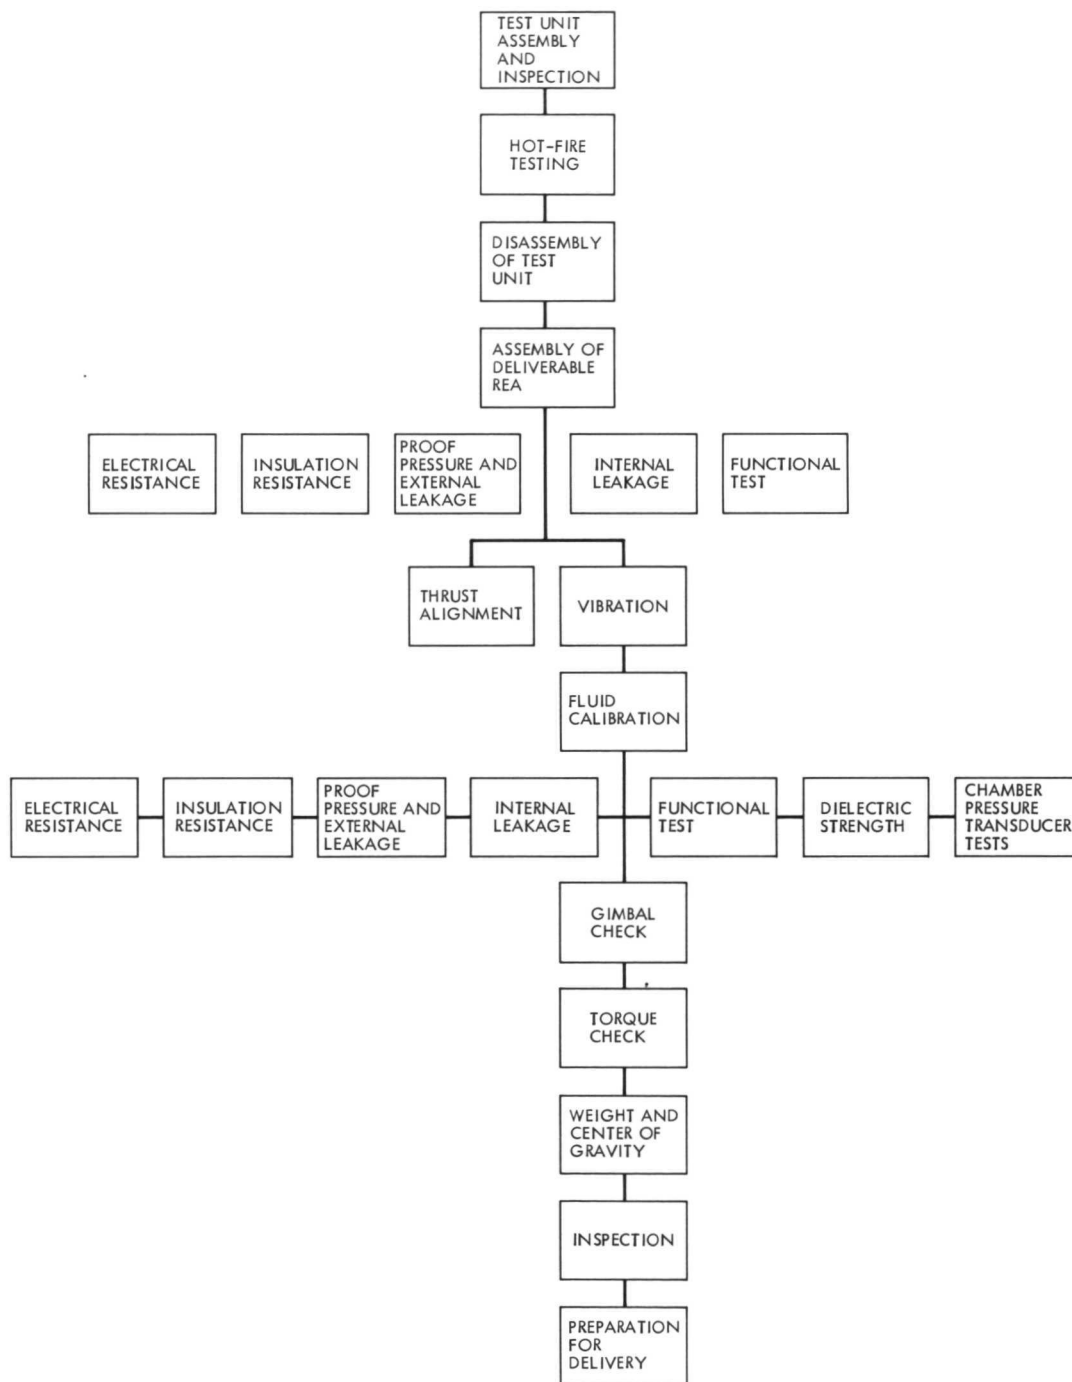 TEST UNIT
ASSEMBLY
AND
INSPECTION
HOT-FIRE
TESTING
DISASSEMBLY
OF TEST
UNIT
ASSEMBLY OF
DELIVERABLE
REA
ELECTRICAL
RESISTANCE
INSULATION
RESISTANCE
PROOF
PRESSURE AND
EXTERNAL
LEAKAGE
INTERNAL
LEAKAGE
FUNCTIONAL
TEST
THRUST
ALIGNMENT
VIBRATION
FLUID
CALIBRATION
ELECTRICAL
RESISTANCE
INSULATION
RESISTANCE
PROOF
PRESSURE AND
EXTERNAL
LEAKAGE
INTERNAL
LEAKAGE
FUNCTIONAL
TEST
DIELECTRIC
STRENGTH
CHAMBER
PRESSURE
TRANSDUCER
TESTS
GIMBAL
CHECK
TORQUE
CHECK
WEIGHT AND
CENTER OF
GRAVITY
INSPECTION
PREPARATION
FOR
DELIVERY